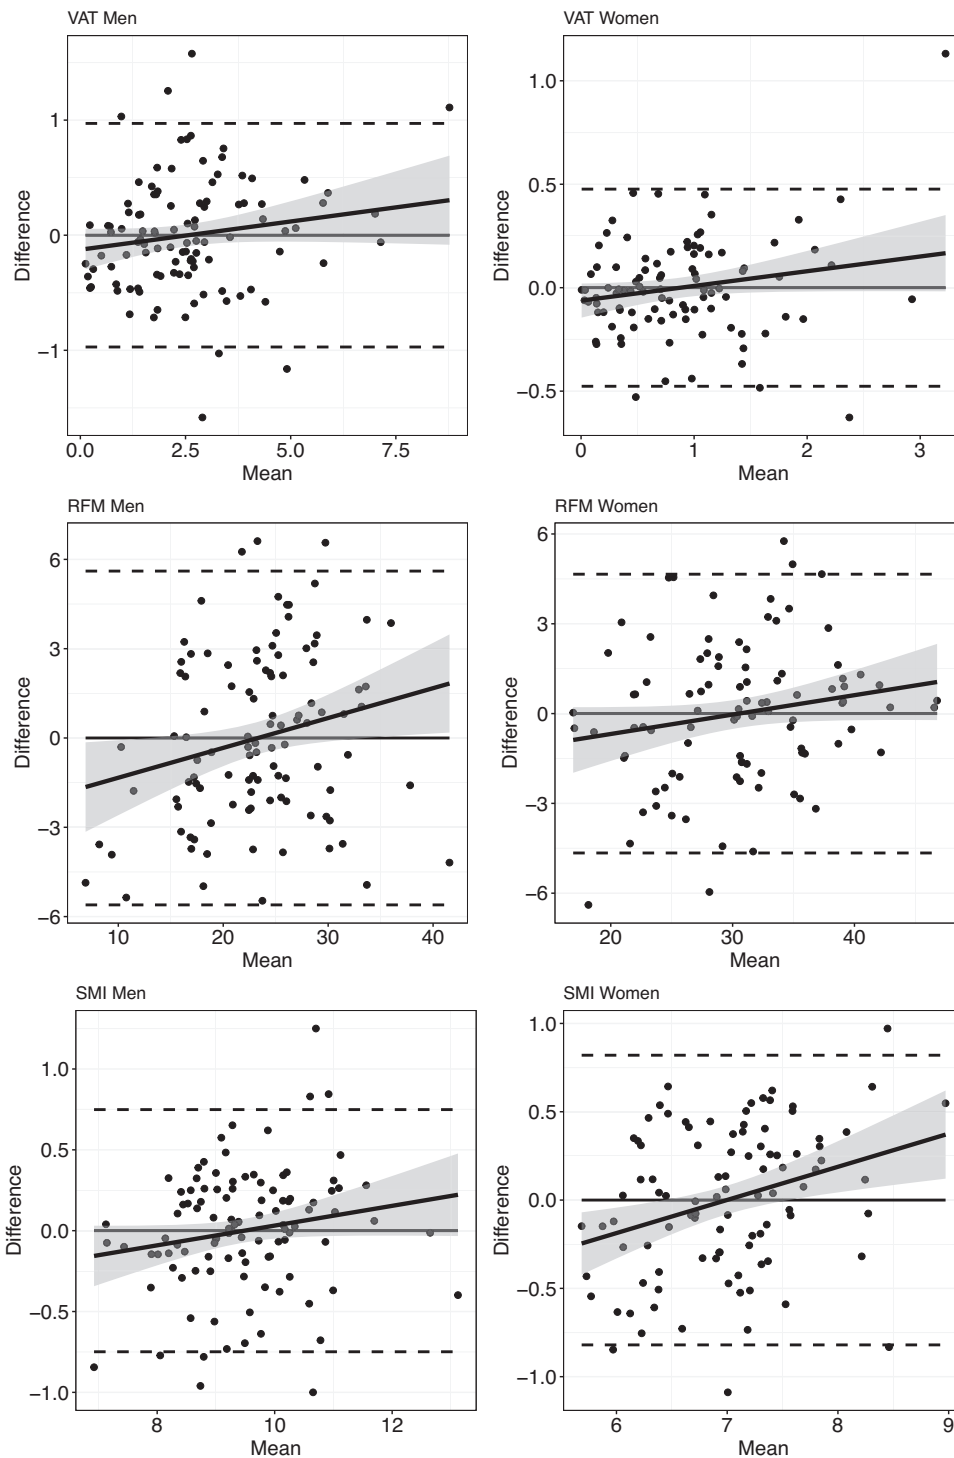 VAT Men
Difference
1
0
−1
0.0 2.5 5.0 7.5
Mean
VAT Women
Difference
1.0
0.5
0.0
−0.5
0 1 2 3
Mean
RFM Men
Difference
6
3
0
−3
−6
10 20 30 40
Mean
RFM Women
Difference
6
3
0
−3
−6
20 30 40
Mean
SMI Men
Difference
1.0
0.5
0.0
−0.5
−1.0
8 10 12
Mean
SMI Women
Difference
1.0
0.5
0.0
−0.5
−1.0
6 7 8 9
Mean